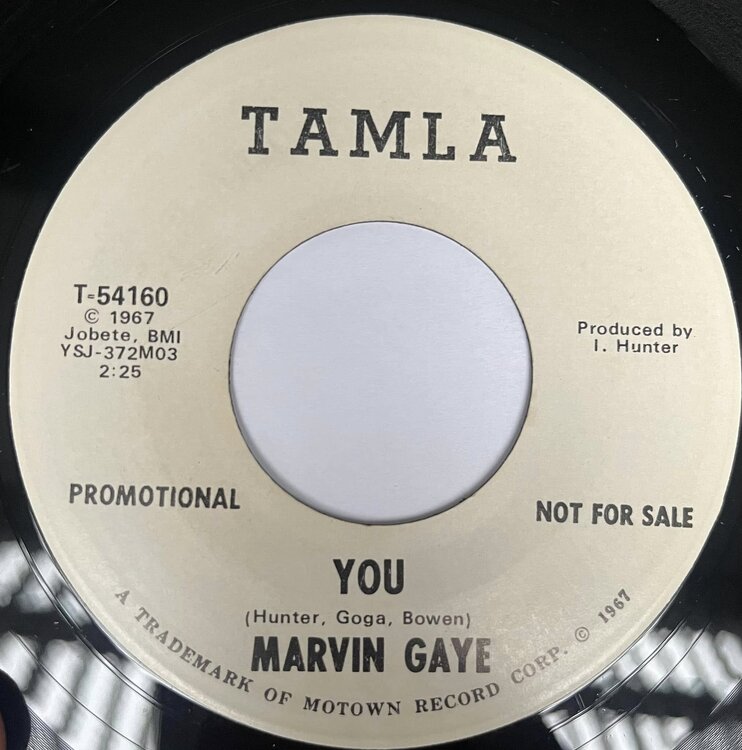 TAMLA
T-54160
© 1967
Jobete, BMI
YSJ-372M03
2:25
Produced by
I. Hunter
PROMOTIONAL
NOT FOR SALE
YOU
(Hunter, Goga, Bowen)
MARVIN GAYE
A TRADEMARK OF MOTOWN RECORD CORP. © 1967